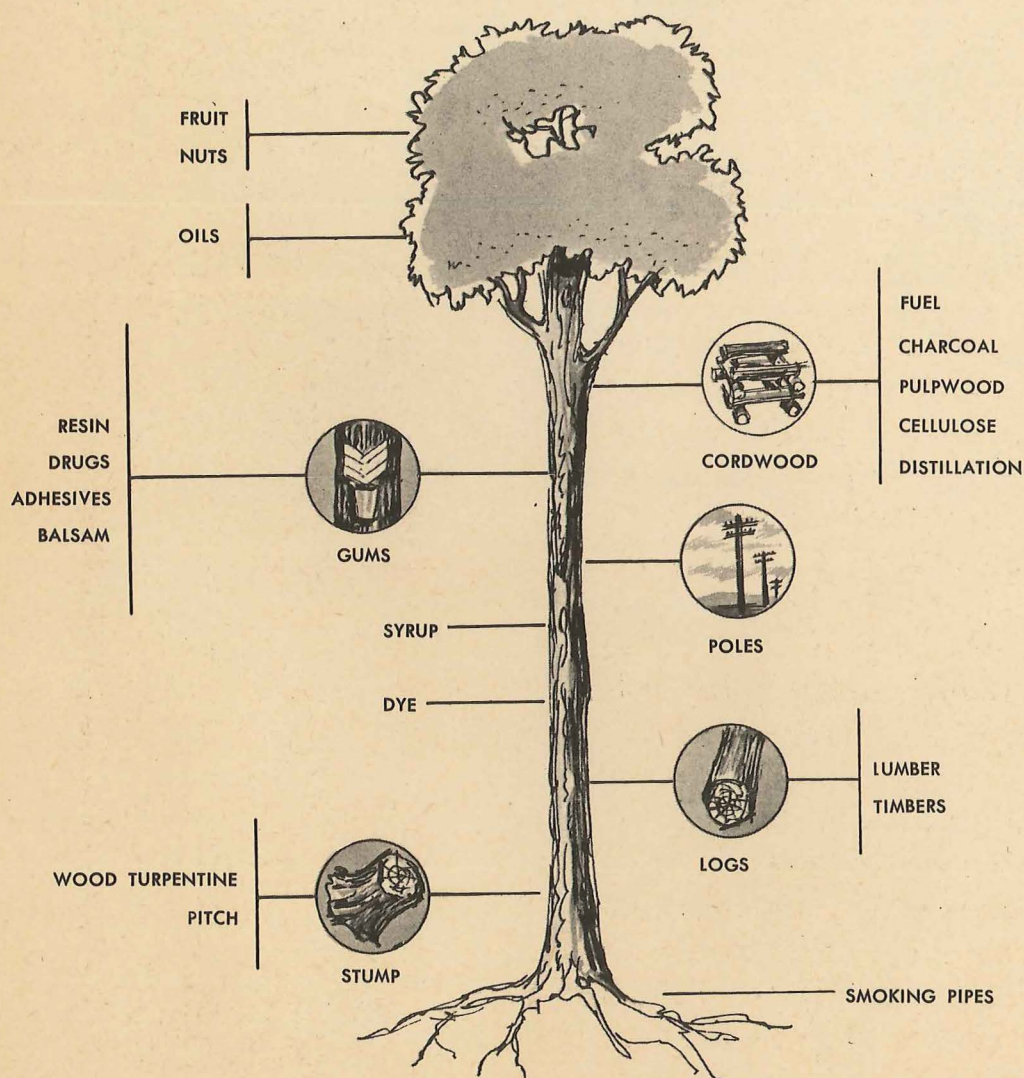 FRUIT
NUTS
OILS
FUEL
CHARCOAL
PULPWOOD
CELLULOSE
DISTILLATION
CORDWOOD
RESIN
DRUGS
ADHESIVES
BALSAM
GUMS
POLES
SYRUP
DYE
LUMBER
TIMBERS
LOGS
WOOD TURPENTINE
PITCH
STUMP
SMOKING PIPES